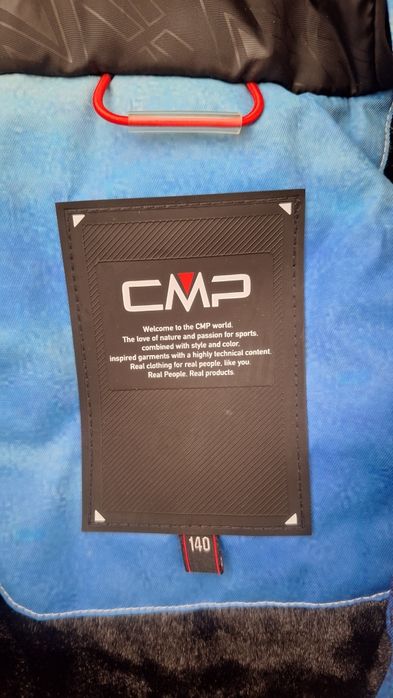 CMP
Welcome to the CMP world.
The love of nature and passion for sports,
combined with style and color,
inspired garments with a highly technical content.
Real clothing for real people, like you.
Real People. Real products.
140